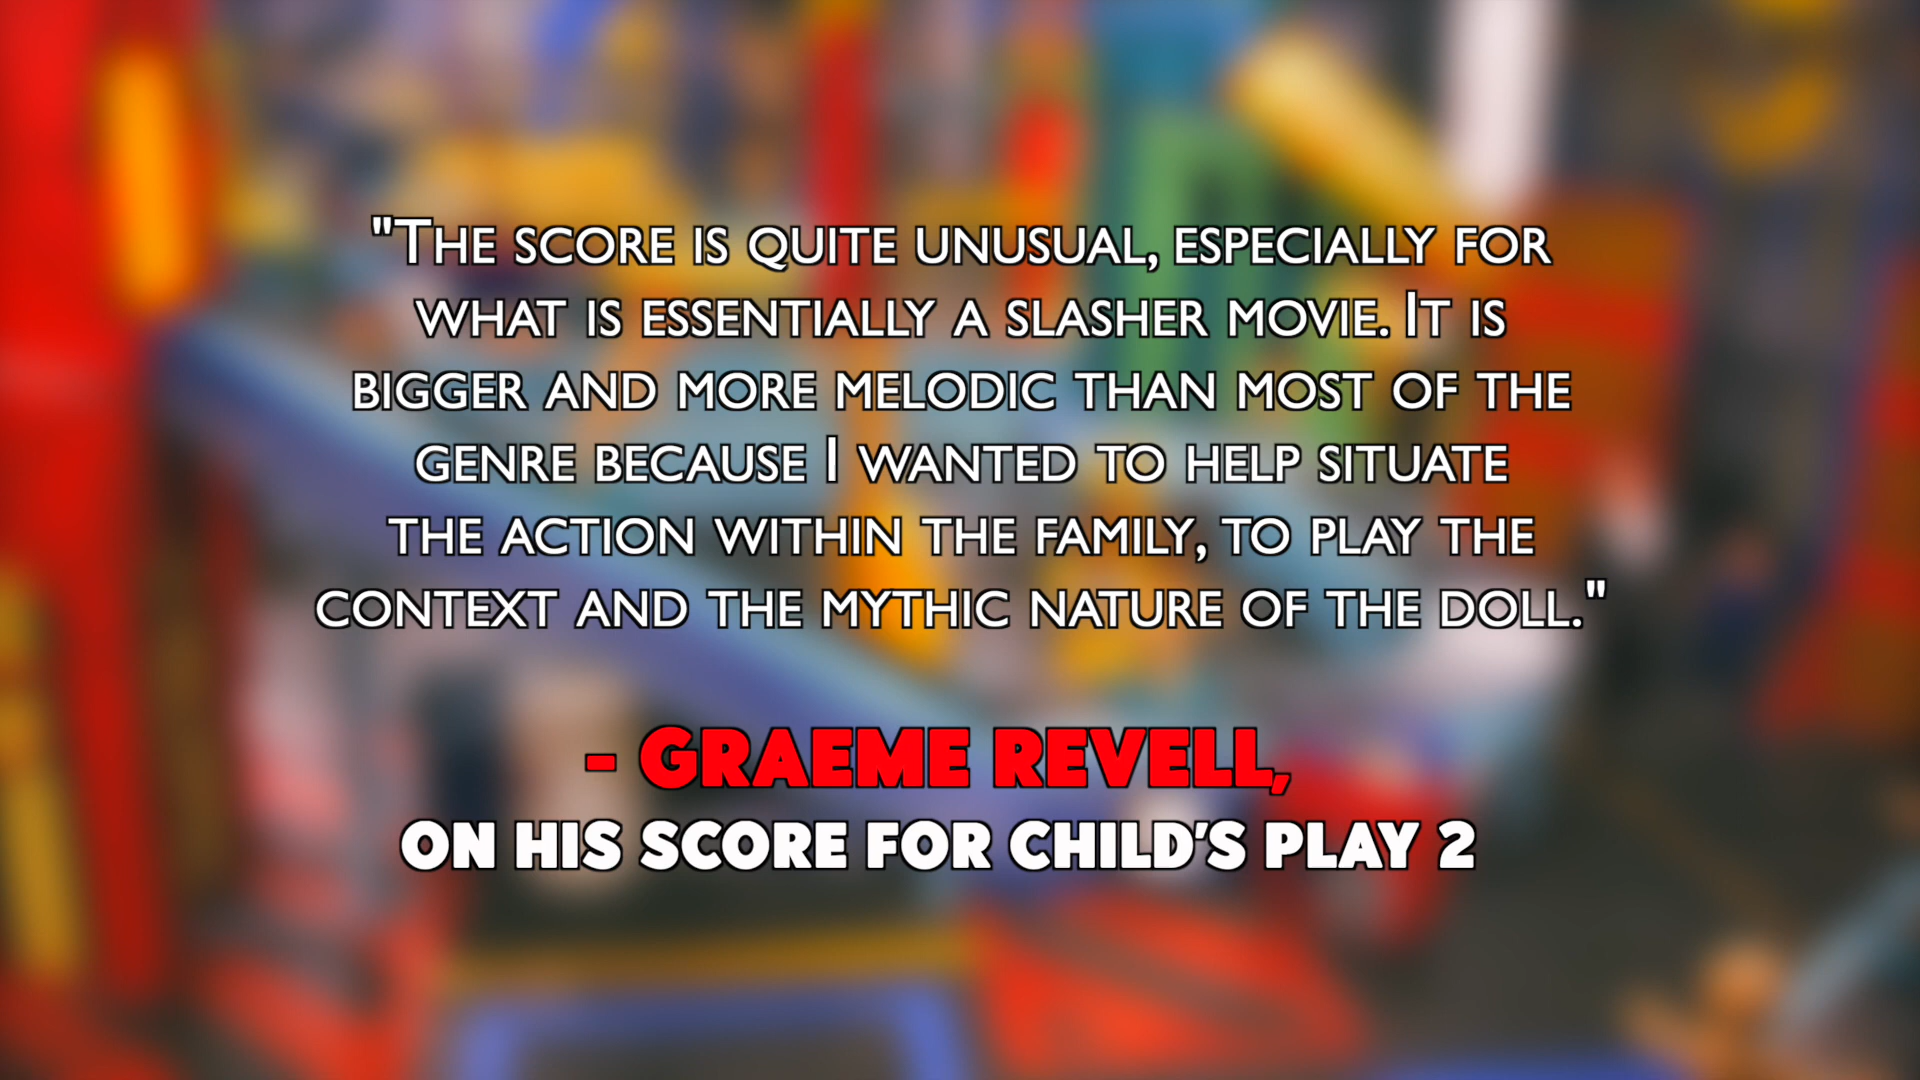 "The score is quite unusual, especially for
what is essentially a slasher movie. It is
bigger and more melodic than most of the
genre because I wanted to help situate
the action within the family, to play the
context and the mythic nature of the doll."
- GRAEME REVELL,
ON HIS SCORE FOR CHILD'S PLAY 2